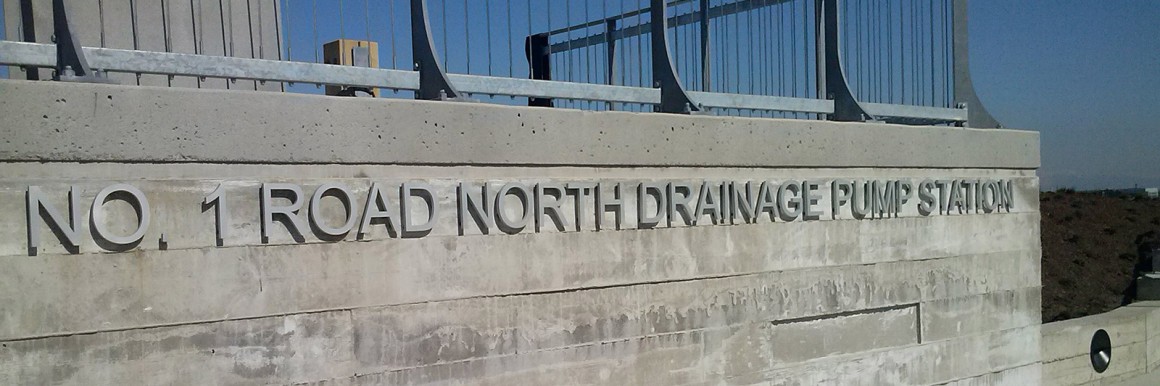 NO. 1 ROAD NORTH DRAINAGE PUMP STATION